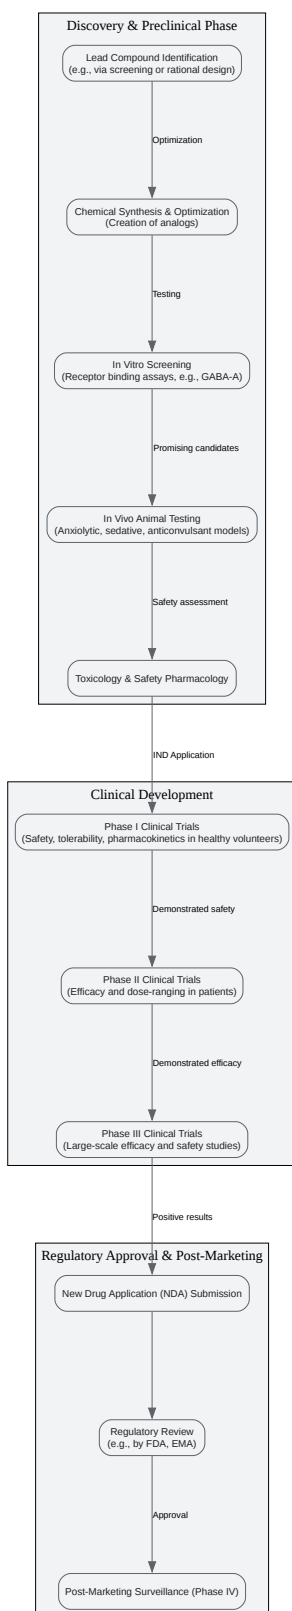 Discovery & Preclinical Phase
Lead Compound Identification
(e.g., via screening or rational design)
Optimization
Chemical Synthesis & Optimization
(Creation of analogs)
Testing
In Vitro Screening
(Receptor binding assays, e.g., GABA-A)
Promising candidates
In Vivo Animal Testing
(Anxiolytic, sedative, anticonvulsant models)
Safety assessment
Toxicology & Safety Pharmacology
IND Application
Clinical Development
Phase I Clinical Trials
(Safety, tolerability, pharmacokinetics in healthy volunteers)
Demonstrated safety
Phase II Clinical Trials
(Efficacy and dose-ranging in patients)
Demonstrated efficacy
Phase III Clinical Trials
(Large-scale efficacy and safety studies)
Positive results
Regulatory Approval & Post-Marketing
New Drug Application (NDA) Submission
Regulatory Review
(e.g., by FDA, EMA)
Approval
Post-Marketing Surveillance (Phase IV)